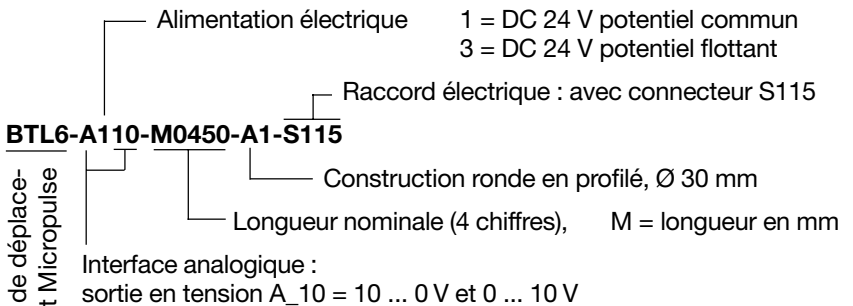 Alimentation électrique 1 = DC 24 V potentiel commun
3 = DC 24 V potentiel flottant
Raccord électrique : avec connecteur S115
BTL6-A110-M0450-A1-S115
Construction ronde en profilé, Ø 30 mm
Longueur nominale (4 chiffres), M = longueur en mm
Interface analogique :
sortie en tension A_10 = 10 ... 0 V et 0 ... 10 V
de déplace-
t Micropulse